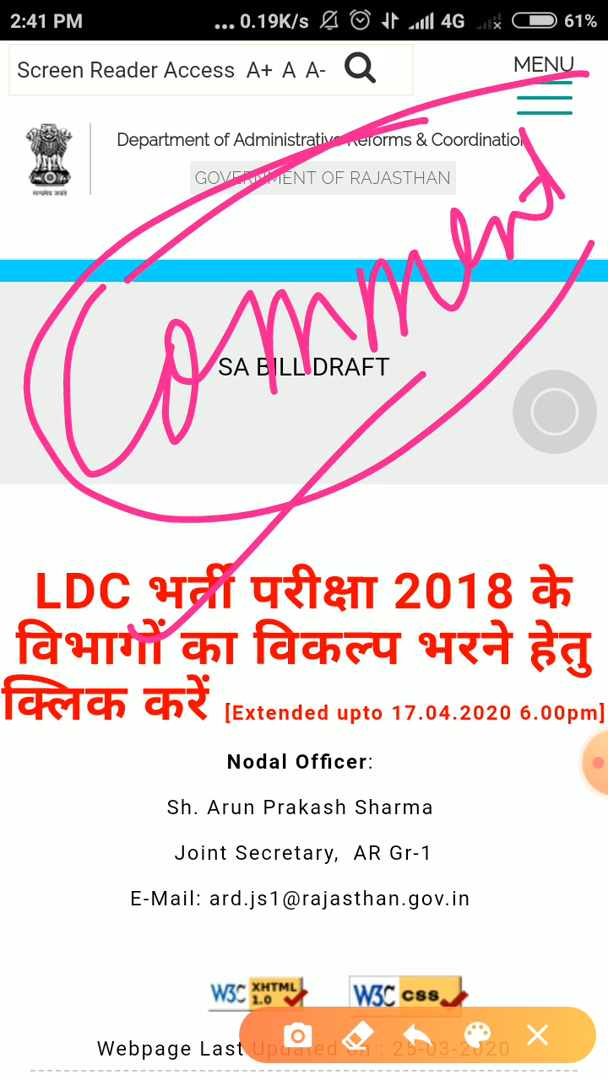 2:41 PM ... 0.19K/s 4G 61%
Screen Reader Access A+ A A-
MENU
Department of Administrative Reforms & Coordination
GOVERNMENT OF RAJASTHAN
Comment
SA BILL DRAFT
LDC भर्ती परीक्षा 2018 के
विभागों का विकल्प भरने हेतु
क्लिक करें [Extended upto 17.04.2020 6.00pm]
Nodal Officer:
Sh. Arun Prakash Sharma
Joint Secretary, AR Gr-1
E-Mail: ard.js1@rajasthan.gov.in
W3C XHTML 1.0 W3C css
Webpage Last Updated on : 25-03-2020